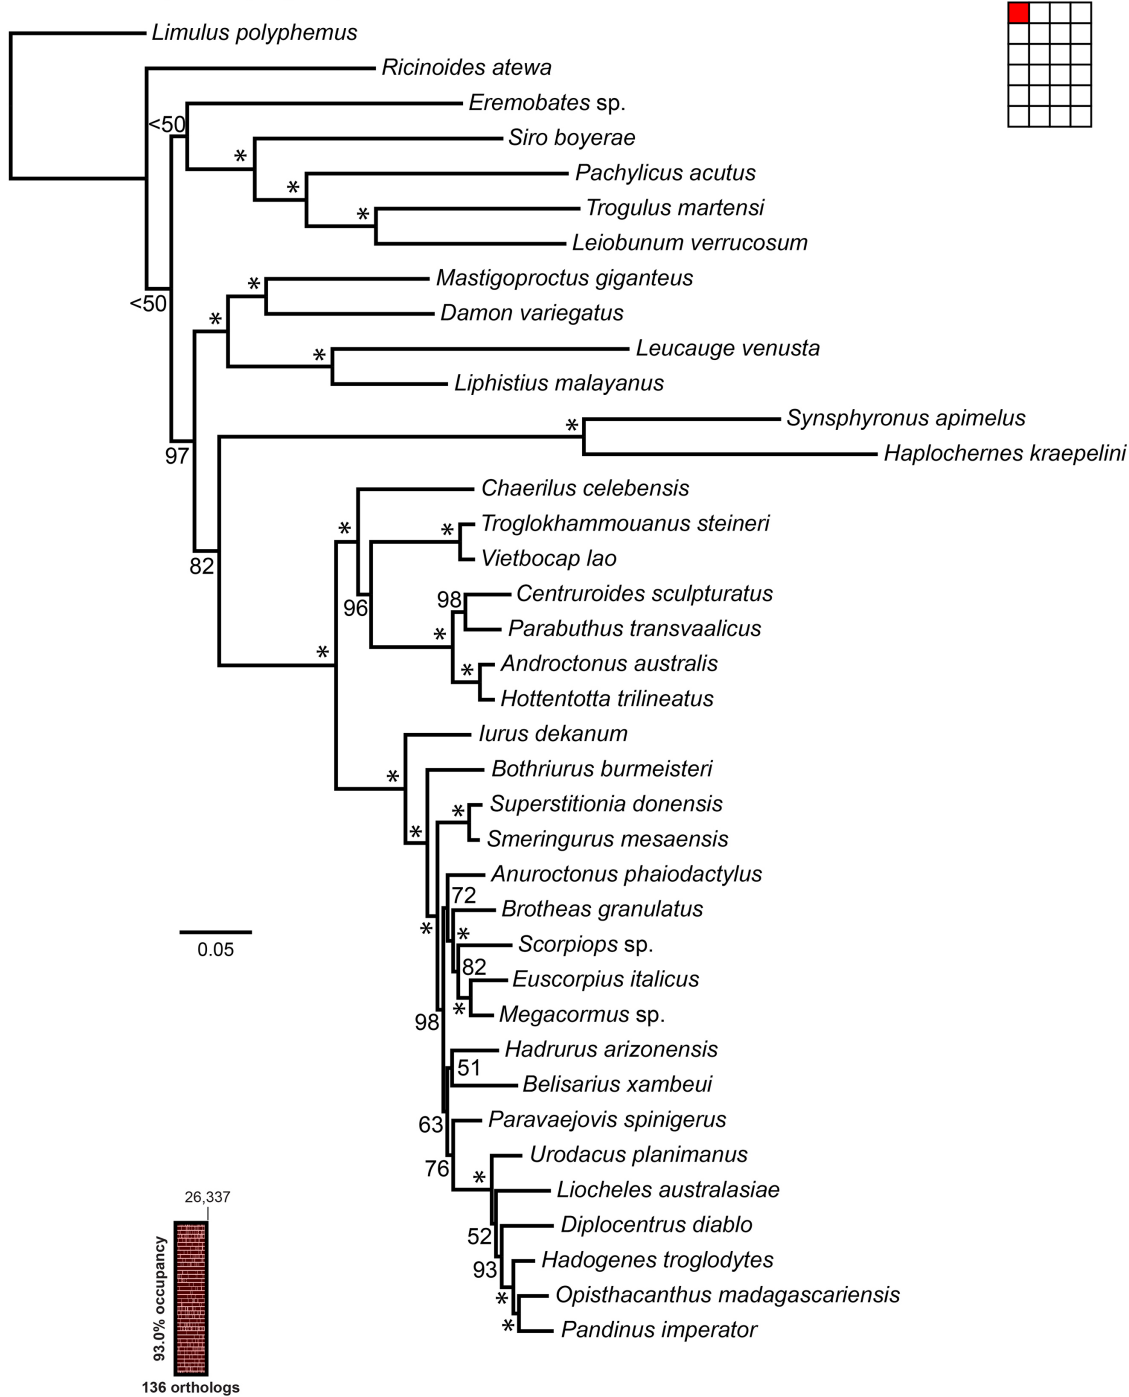 Limulus polyphemus
Ricinoides atewa
Eremobates sp.
<50
Siro boyerae
*
Pachylicus acutus
*
Trogulus martensi
*
Leiobunum verrucosum
Mastigoproctus giganteus
*
<50
Damon variegatus
*
Leucauge venusta
*
Liphistius malayanus
Synsphyronus apimelus
*
97
Haplochernes kraepelini
Chaerilus celebensis
*
Troglokhammouanus steineri
*
Vietbocap lao
82
Centruroides sculpturatus
98
96
Parabuthus transvaalicus
*
*
Androctonus australis
*
Hottentotta trilineatus
Iurus dekanum
Bothriurus burmeisteri
*
Superstitionia donensis
*
*
Smeringurus mesaensis
Anuroctonus phaiodactylus
72
Brotheas granulatus
*
*
Scorpiops sp.
0.05
82
Euscorpius italicus
*
Megacormus sp.
98
Hadrurus arizonensis
51
Belisarius xambeui
63
Paravaejovis spinigerus
Urodacus planimanus
76
*
Liocheles australasiae
26,337
Diplocentrus diablo
52
Hadogenes troglodytes
93
Opisthacanthus madagascariensis
*
*
Pandinus imperator
93.0% occupancy
136 orthologs